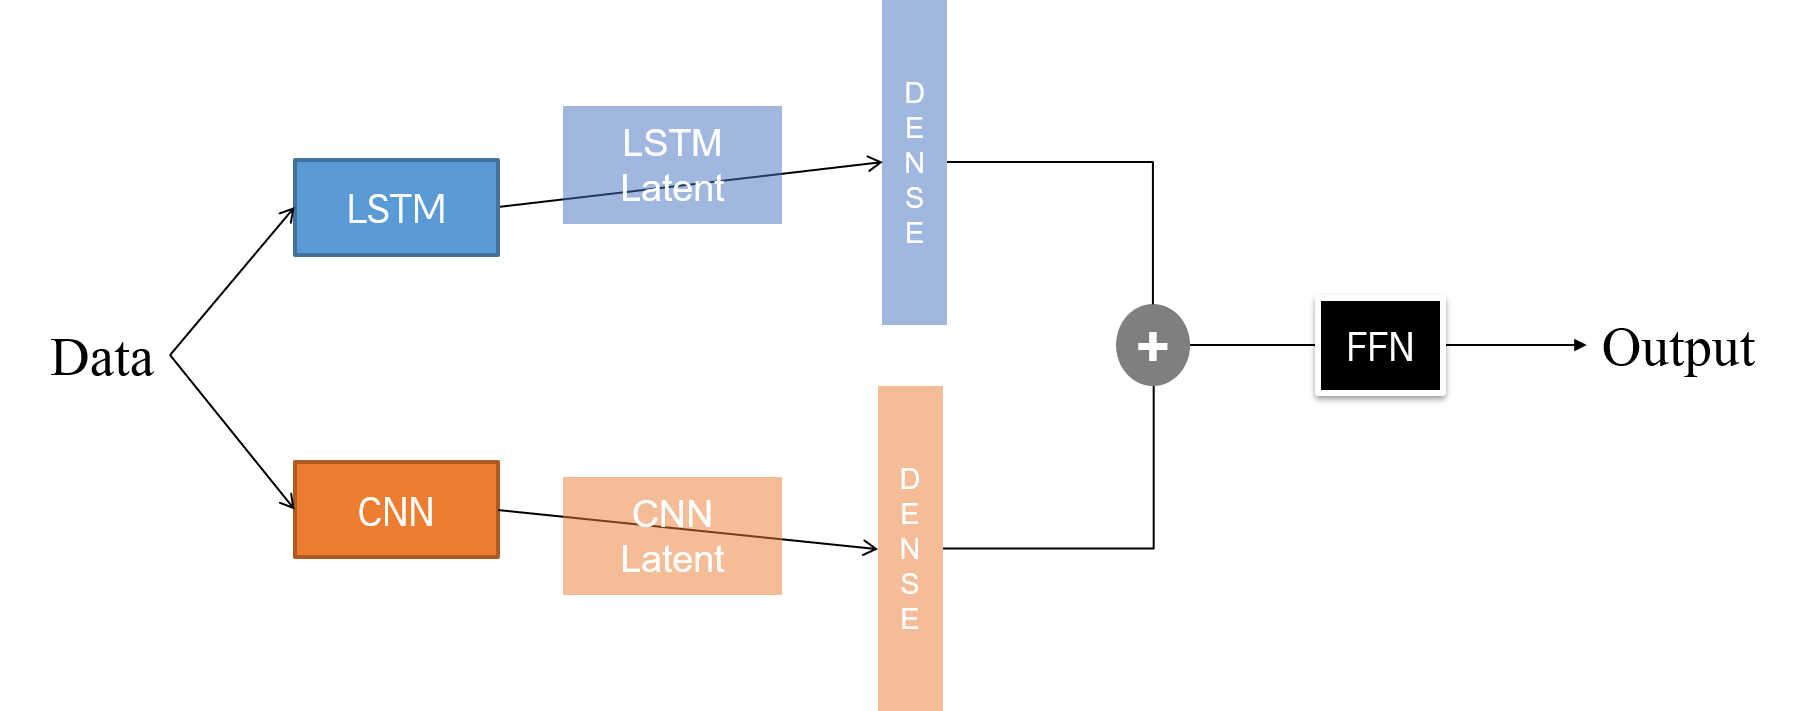 Data
LSTM
LSTM
Latent
D
E
N
S
E
CNN
CNN
Latent
D
E
N
S
E
+
FFN
Output